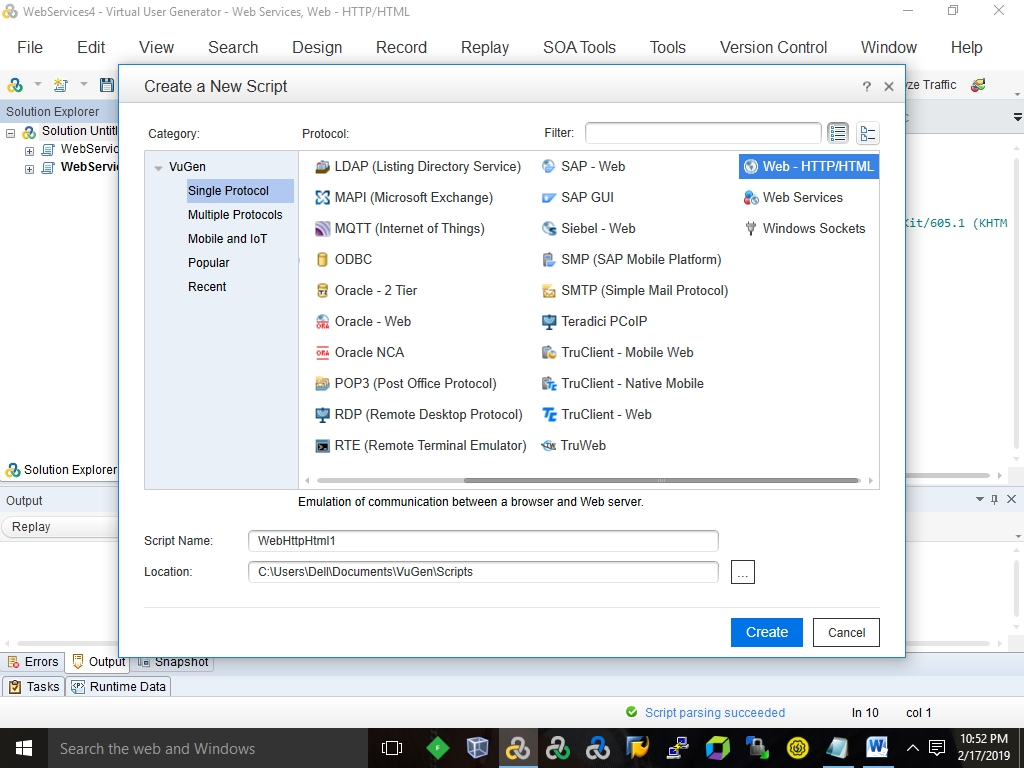 WebServices4 - Virtual User Generator - Web Services, Web - HTTP/HTML
File Edit View Search Design Record Replay SOA Tools Tools Version Control Window Help
Create a New Script
?
yze Traffic
Solution Explorer
Solution Untitl
WebServic
WebServi
Category:
Protocol:
Filter:
VuGen
Single Protocol
Multiple Protocols
Mobile and IoT
Popular
Recent
LDAP (Listing Directory Service)
MAPI (Microsoft Exchange)
MQTT (Internet of Things)
ODBC
Oracle - 2 Tier
Oracle - Web
Oracle NCA
POP3 (Post Office Protocol)
RDP (Remote Desktop Protocol)
RTE (Remote Terminal Emulator)
SAP - Web
SAP GUI
Siebel - Web
SMP (SAP Mobile Platform)
SMTP (Simple Mail Protocol)
Teradici PCoIP
TruClient - Mobile Web
TruClient - Native Mobile
TruClient - Web
TruWeb
Web - HTTP/HTML
Web Services
Windows Sockets
Kit/605.1 (KHTM
Solution Explorer
Emulation of communication between a browser and Web server.
Output
Replay
Script Name:
WebHttpHtml1
Location:
C:\Users\Dell\Documents\VuGen\Scripts
...
Create
Cancel
Errors
Output
Snapshot
Tasks
Runtime Data
Script parsing succeeded
ln 10
col 1
Search the web and Windows
10:52 PM
2/17/2019